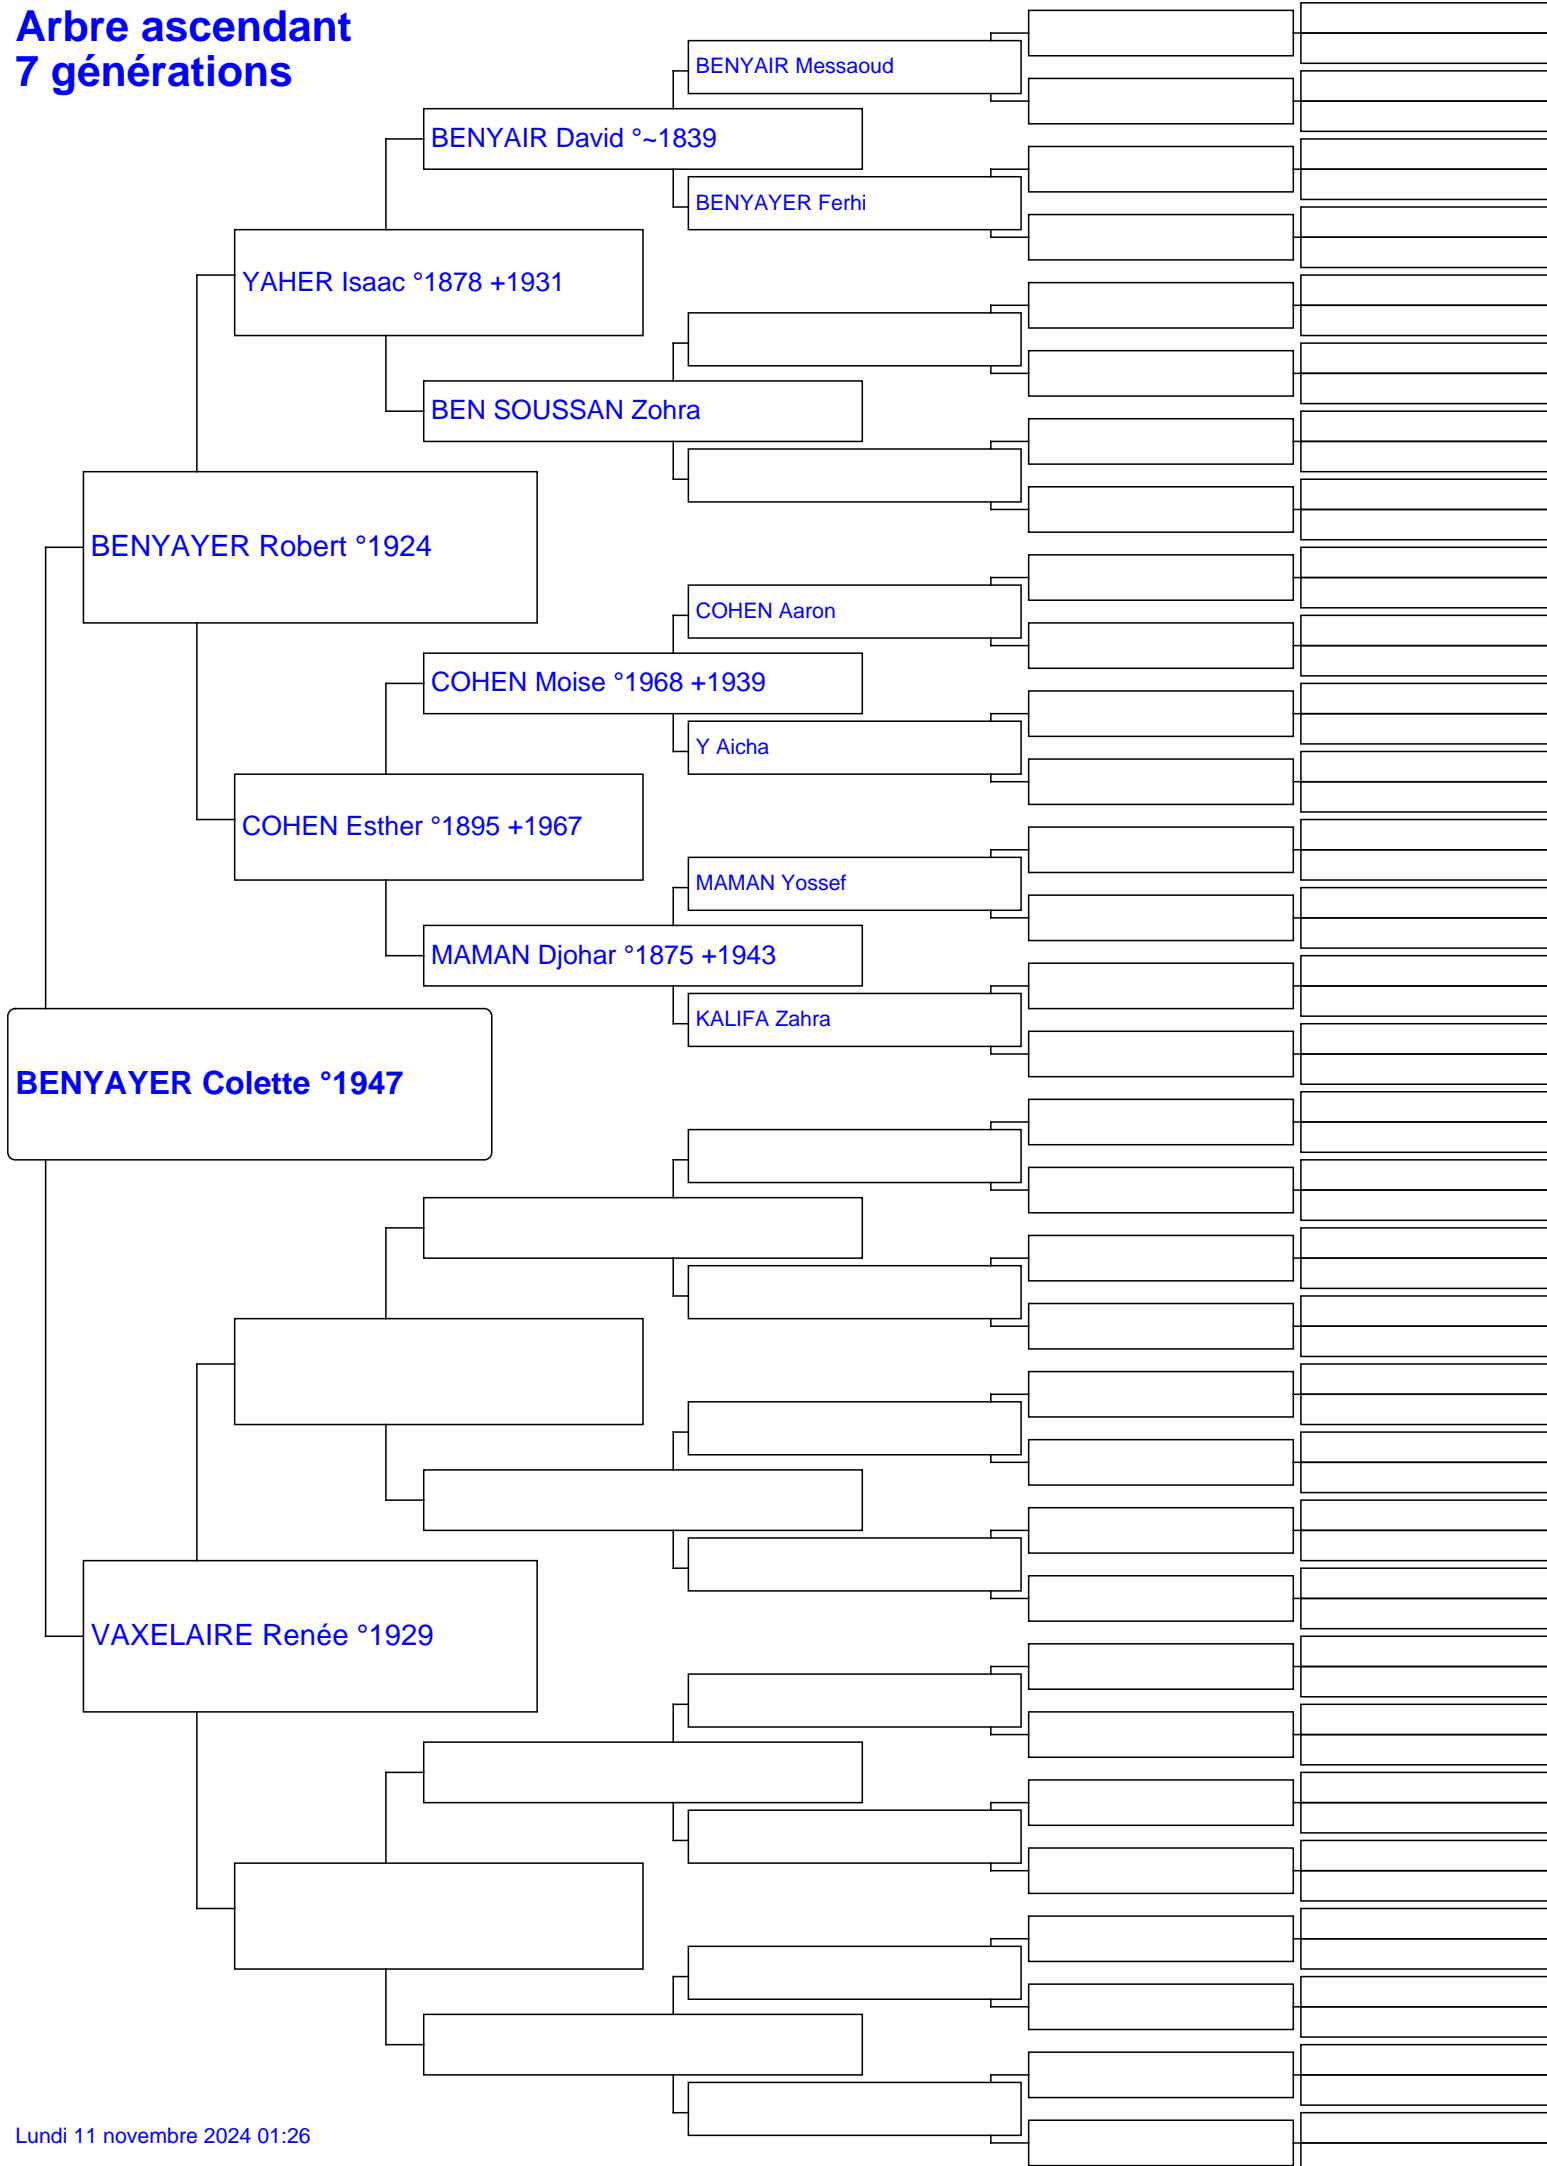 Arbre ascendant
7 générations
BENYAIR Messaoud
BENYAIR David °~1839
BENYAYER Ferhi
YAHER Isaac °1878 +1931
BEN SOUSSAN Zohra
BENYAYER Robert °1924
COHEN Aaron
COHEN Moise °1968 +1939
Y Aicha
COHEN Esther °1895 +1967
MAMAN Yossef
MAMAN Djohar °1875 +1943
KALIFA Zahra
BENYAYER Colette °1947
VAXELAIRE Renée °1929
Lundi 11 novembre 2024 01:26